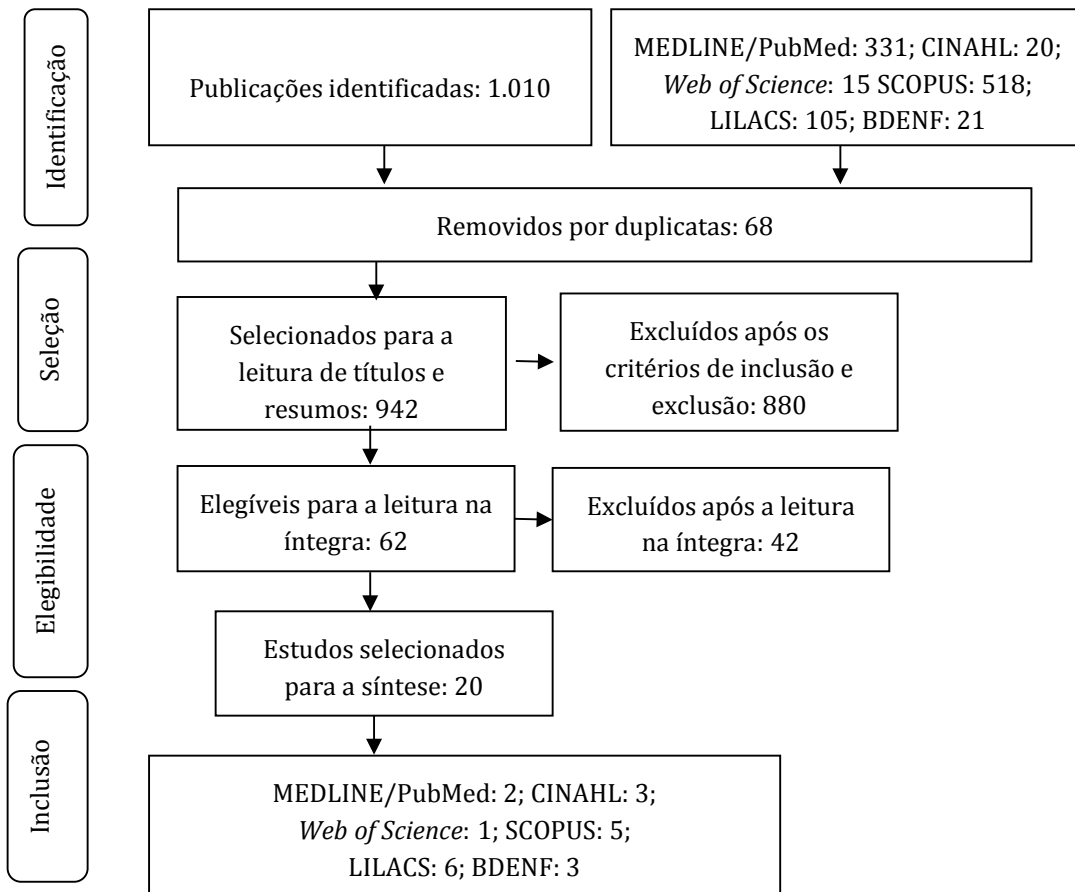 Identificação
Publicações identificadas: 1.010
MEDLINE/PubMed: 331; CINAHL: 20;
Web of Science: 15 SCOPUS: 518;
LILACS: 105; BDENF: 21
Removidos por duplicatas: 68
Seleção
Selecionados para a
leitura de títulos e
resumos: 942
Excluídos após os
critérios de inclusão e
exclusão: 880
Elegibilidade
Elegíveis para a leitura na
íntegra: 62
Excluídos após a leitura
na íntegra: 42
Estudos selecionados
para a síntese: 20
Inclusão
MEDLINE/PubMed: 2; CINAHL: 3;
Web of Science: 1; SCOPUS: 5;
LILACS: 6; BDENF: 3